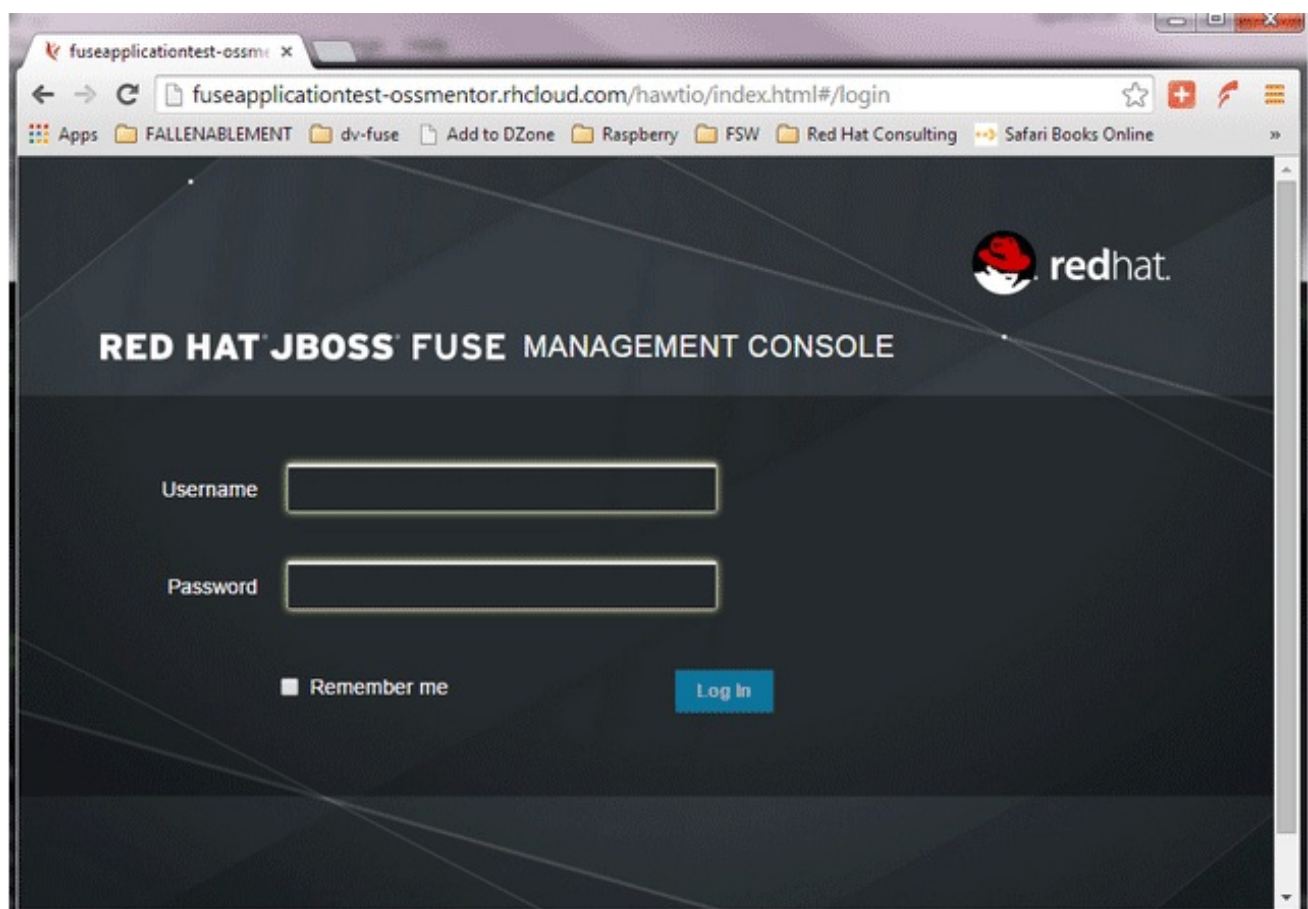 fuseapplicationtest-ossm
fuseapplicationtest-ossmentor.rhcloud.com/hawtio/index.html#/login
Apps FALLENABLEMENT dv-fuse Add to DZone Raspberry FSW Red Hat Consulting Safari Books Online »
redhat.
RED HAT JBOSS FUSE MANAGEMENT CONSOLE
Username
Password
Remember me Log In